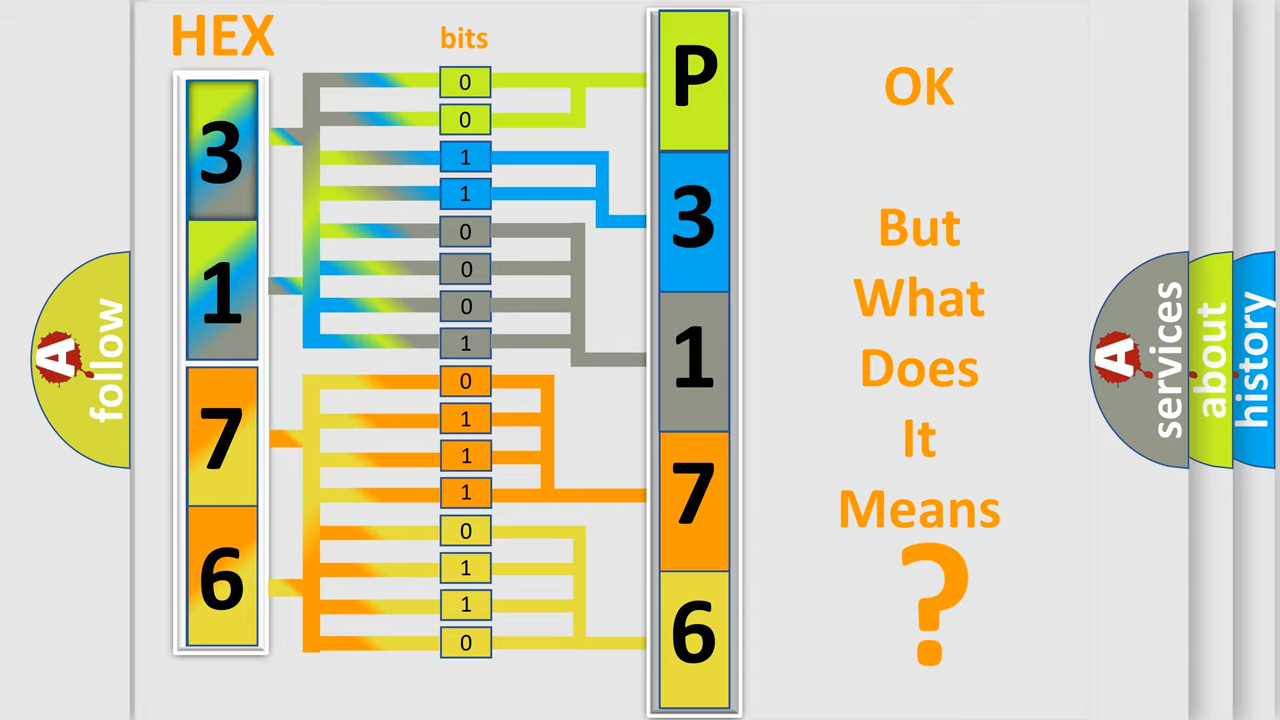 HEX
bits
3
1
7
6
0
0
1
1
0
0
0
1
0
1
1
1
0
1
1
0
P
3
1
7
6
OK
But
What
Does
It
Means
?
A
follow
A
services
about
history